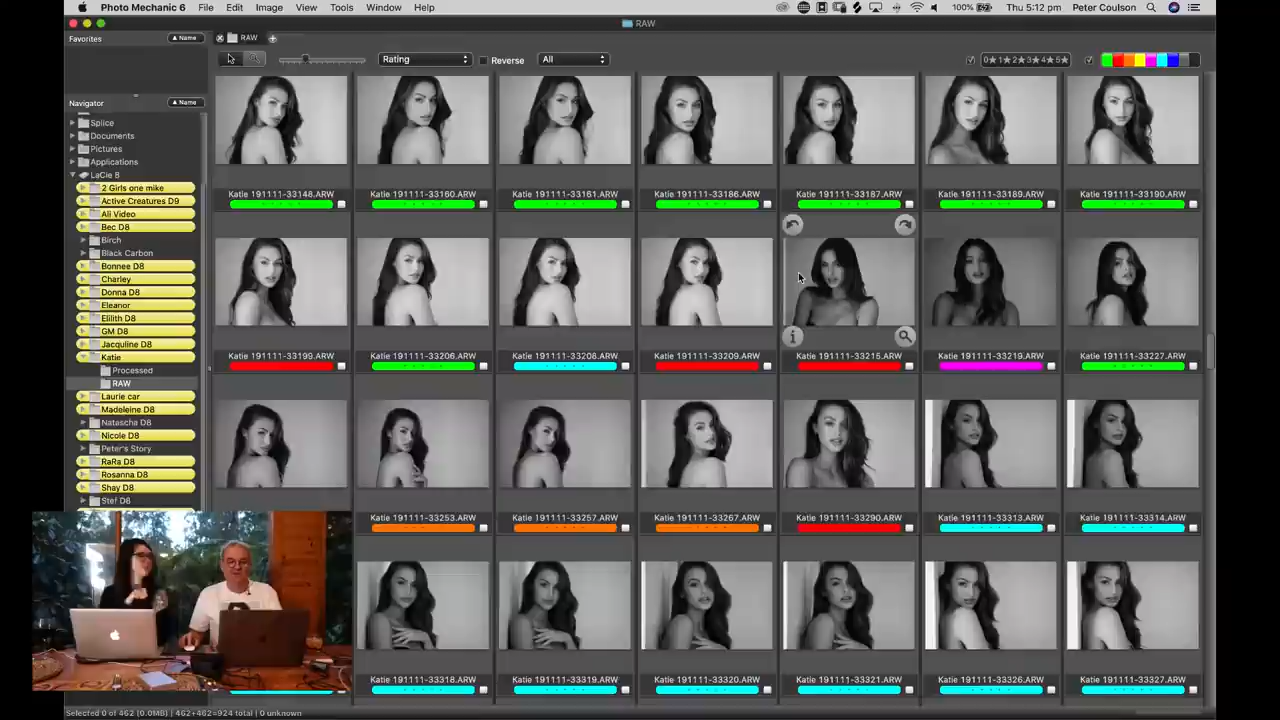 Photo Mechanic 6 File Edit Image View Tools Window Help 100% Thu 5:12 pm Peter Coulson
RAW
Favorites ▲ Name
RAW
Rating Reverse All 0★1★2★3★4★5★
Navigator ▲ Name
Splice
Documents
Pictures
Applications
LaCie B
2 Girls one mike
Active Creatures D9
Ali Video
Bec D8
Birch
Black Carbon
Bonnee D8
Charley
Donna D8
Eleanor
Elilith D8
GM D8
Jacquline D8
Katie
Processed
RAW
Laurie car
Madeleine D8
Natascha D8
Nicole D8
Peter's Story
RaRa D8
Rosanna D8
Shay D8
Stef D8
Katie 191111-33148.ARW Katie 191111-33160.ARW Katie 191111-33161.ARW Katie 191111-33186.ARW Katie 191111-33187.ARW Katie 191111-33189.ARW Katie 191111-33190.ARW
Katie 191111-33199.ARW Katie 191111-33206.ARW Katie 191111-33208.ARW Katie 191111-33209.ARW Katie 191111-33215.ARW Katie 191111-33219.ARW Katie 191111-33227.ARW
Katie 191111-33253.ARW Katie 191111-33257.ARW Katie 191111-33267.ARW Katie 191111-33290.ARW Katie 191111-33313.ARW Katie 191111-33314.ARW
Katie 191111-33318.ARW Katie 191111-33319.ARW Katie 191111-33320.ARW Katie 191111-33321.ARW Katie 191111-33326.ARW Katie 191111-33327.ARW
Selected 0 of 462 (0.0MB) | 462+462=924 total | 0 unknown